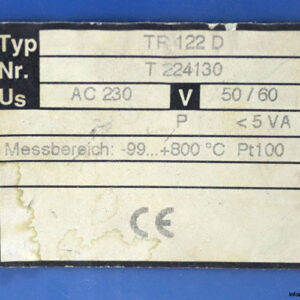 Typ TR 122 D
Nr. T 224130
Us AC 230 V 50/60
P < 5 VA
Messbereich: -99...+800 °C Pt100
CE